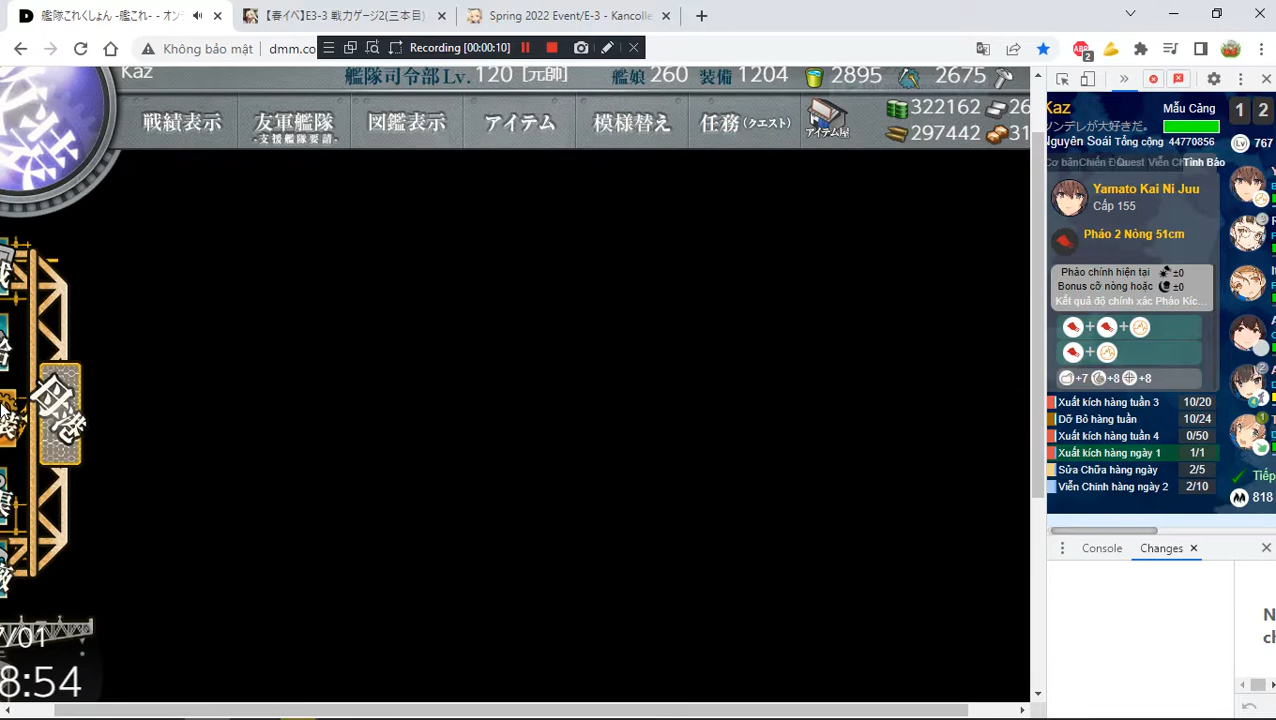 艦隊これくしょん -艦これ- - オン
【春イベ】E3-3 戦力ゲージ2(三本目)
Spring 2022 Event/E-3 - Kancolle
Không bảo mật
dmm.co
Recording [00:00:10]
2
Kaz
艦隊司令部Lv. 120 [元帥]
艦娘 260
装備 1204
2895
2675
戦績表示
友軍艦隊
-支援艦隊要請-
図鑑表示
アイテム
模様替え
任務(クエスト)
アイテム屋
322162
26
297442
31
母港
7/01
8:54
Kaz
Mẫu Cảng
1 2
ツンデレが大好きだ。
Nguyên Soái Tổng cộng 44770856
Lv 767
Tình Báo
Yamato Kai Ni Juu
Cấp 155
Pháo 2 Nòng 51cm
Pháo chính hiện tại ±0
Bonus cỡ nòng hoặc ±0
Kết quả độ chính xác Pháo Kíc...
+ +
+
+7 +8 +8
Xuất kích hàng tuần 3 10/20
Dỡ Bỏ hàng tuần 10/24
Xuất kích hàng tuần 4 0/50
Xuất kích hàng ngày 1 1/1
Sửa Chữa hàng ngày 2/5
Viễn Chinh hàng ngày 2 2/10
Tiếp
818
Console
Changes
N
ch